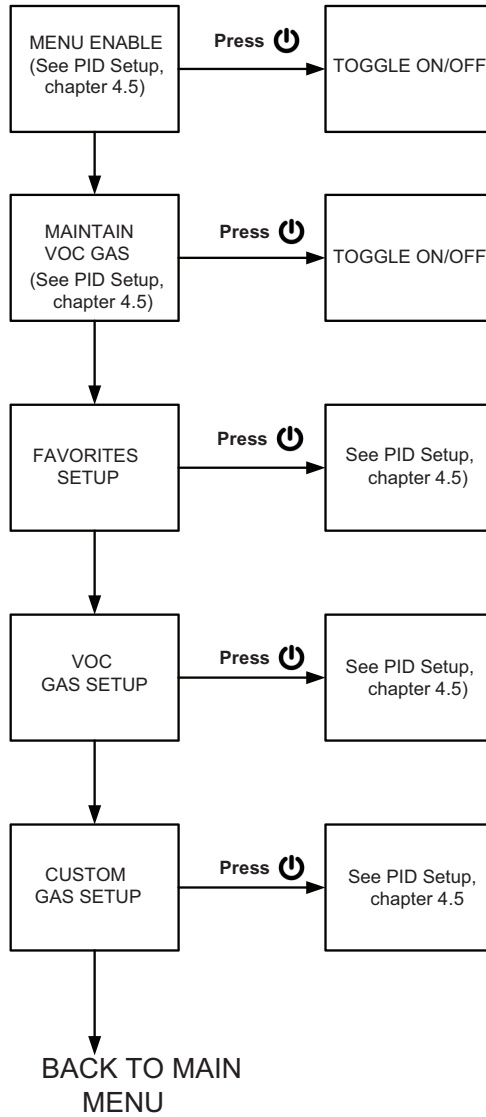 MENU ENABLE
(See PID Setup,
chapter 4.5)
Press
TOGGLE ON/OFF
MAINTAIN
VOC GAS
(See PID Setup,
chapter 4.5)
Press
TOGGLE ON/OFF
FAVORITES
SETUP
Press
See PID Setup,
chapter 4.5)
VOC
GAS SETUP
Press
See PID Setup,
chapter 4.5)
CUSTOM
GAS SETUP
Press
See PID Setup,
chapter 4.5
BACK TO MAIN
MENU